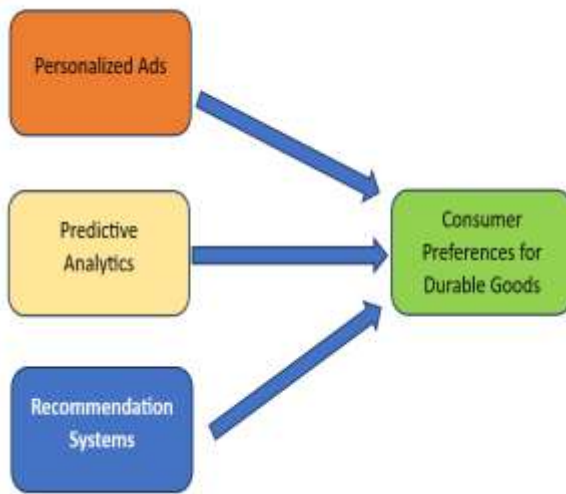 Personalized Ads
Predictive
Analytics
Recommendation
Systems
Consumer
Preferences for
Durable Goods